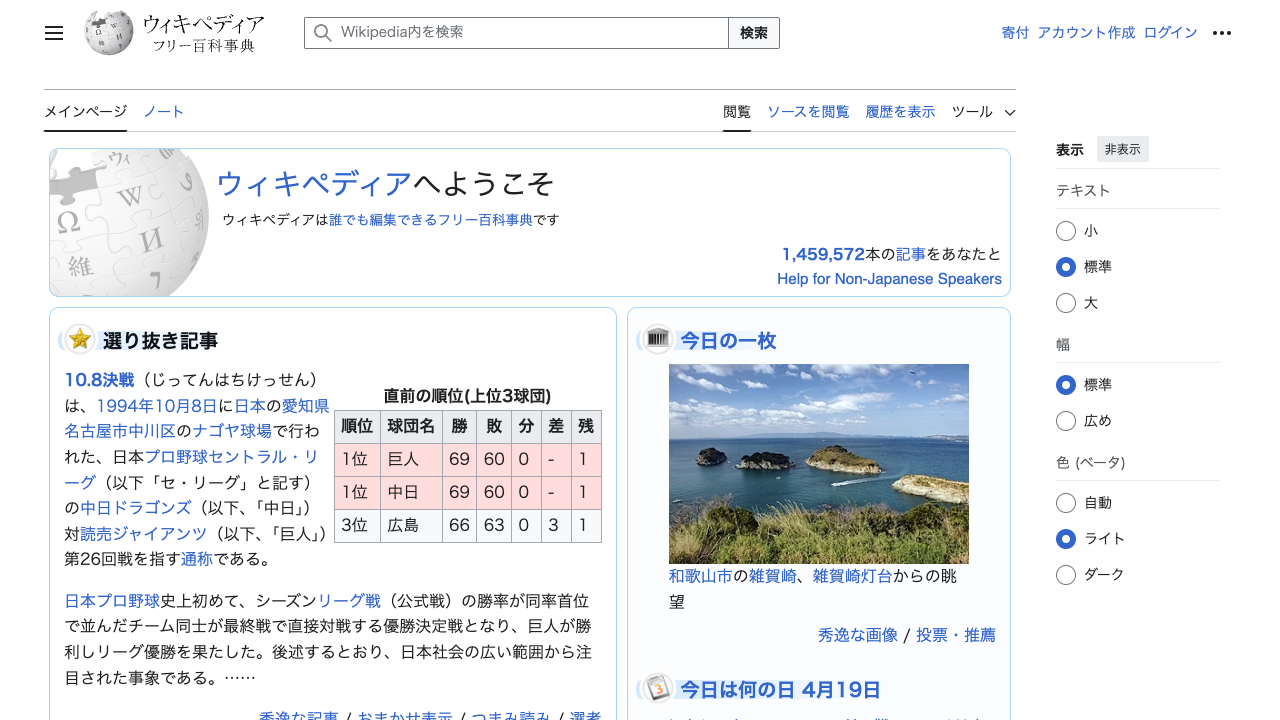 ウィキペディア
フリー百科事典
Wikipedia内を検索
検索
寄付 アカウント作成 ログイン
メインページ ノート
閲覧 ソースを閲覧 履歴を表示 ツール
ウィキペディアへようこそ
ウィキペディアは誰でも編集できるフリー百科事典です
1,459,572本の記事をあなたと
Help for Non-Japanese Speakers
選り抜き記事
10.8決戦（じってんはちけっせん）
は、1994年10月8日に日本の愛知県
名古屋市中川区のナゴヤ球場で行わ
れた、日本プロ野球セントラル・リ
ーグ（以下「セ・リーグ」と記す）
の中日ドラゴンズ（以下、「中日」）
対読売ジャイアンツ（以下、「巨人」）
第26回戦を指す通称である。
直前の順位(上位3球団)
順位 球団名 勝 敗 分 差 残
1位 巨人 69 60 0 - 1
1位 中日 69 60 0 - 1
3位 広島 66 63 0 3 1
日本プロ野球史上初めて、シーズンリーグ戦（公式戦）の勝率が同率首位
で並んだチーム同士が最終戦で直接対戦する優勝決定戦となり、巨人が勝
利しリーグ優勝を果たした。後述するとおり、日本社会の広い範囲から注
目された事象である。……
秀逸な記事 / おまかせ表示 / つまみ読み / 選考
今日の一枚
和歌山市の雑賀崎、雑賀崎灯台からの眺
望
秀逸な画像 / 投票・推薦
今日は何の日 4月19日
表示 非表示
テキスト
小
標準
大
幅
標準
広め
色 (ベータ)
自動
ライト
ダーク